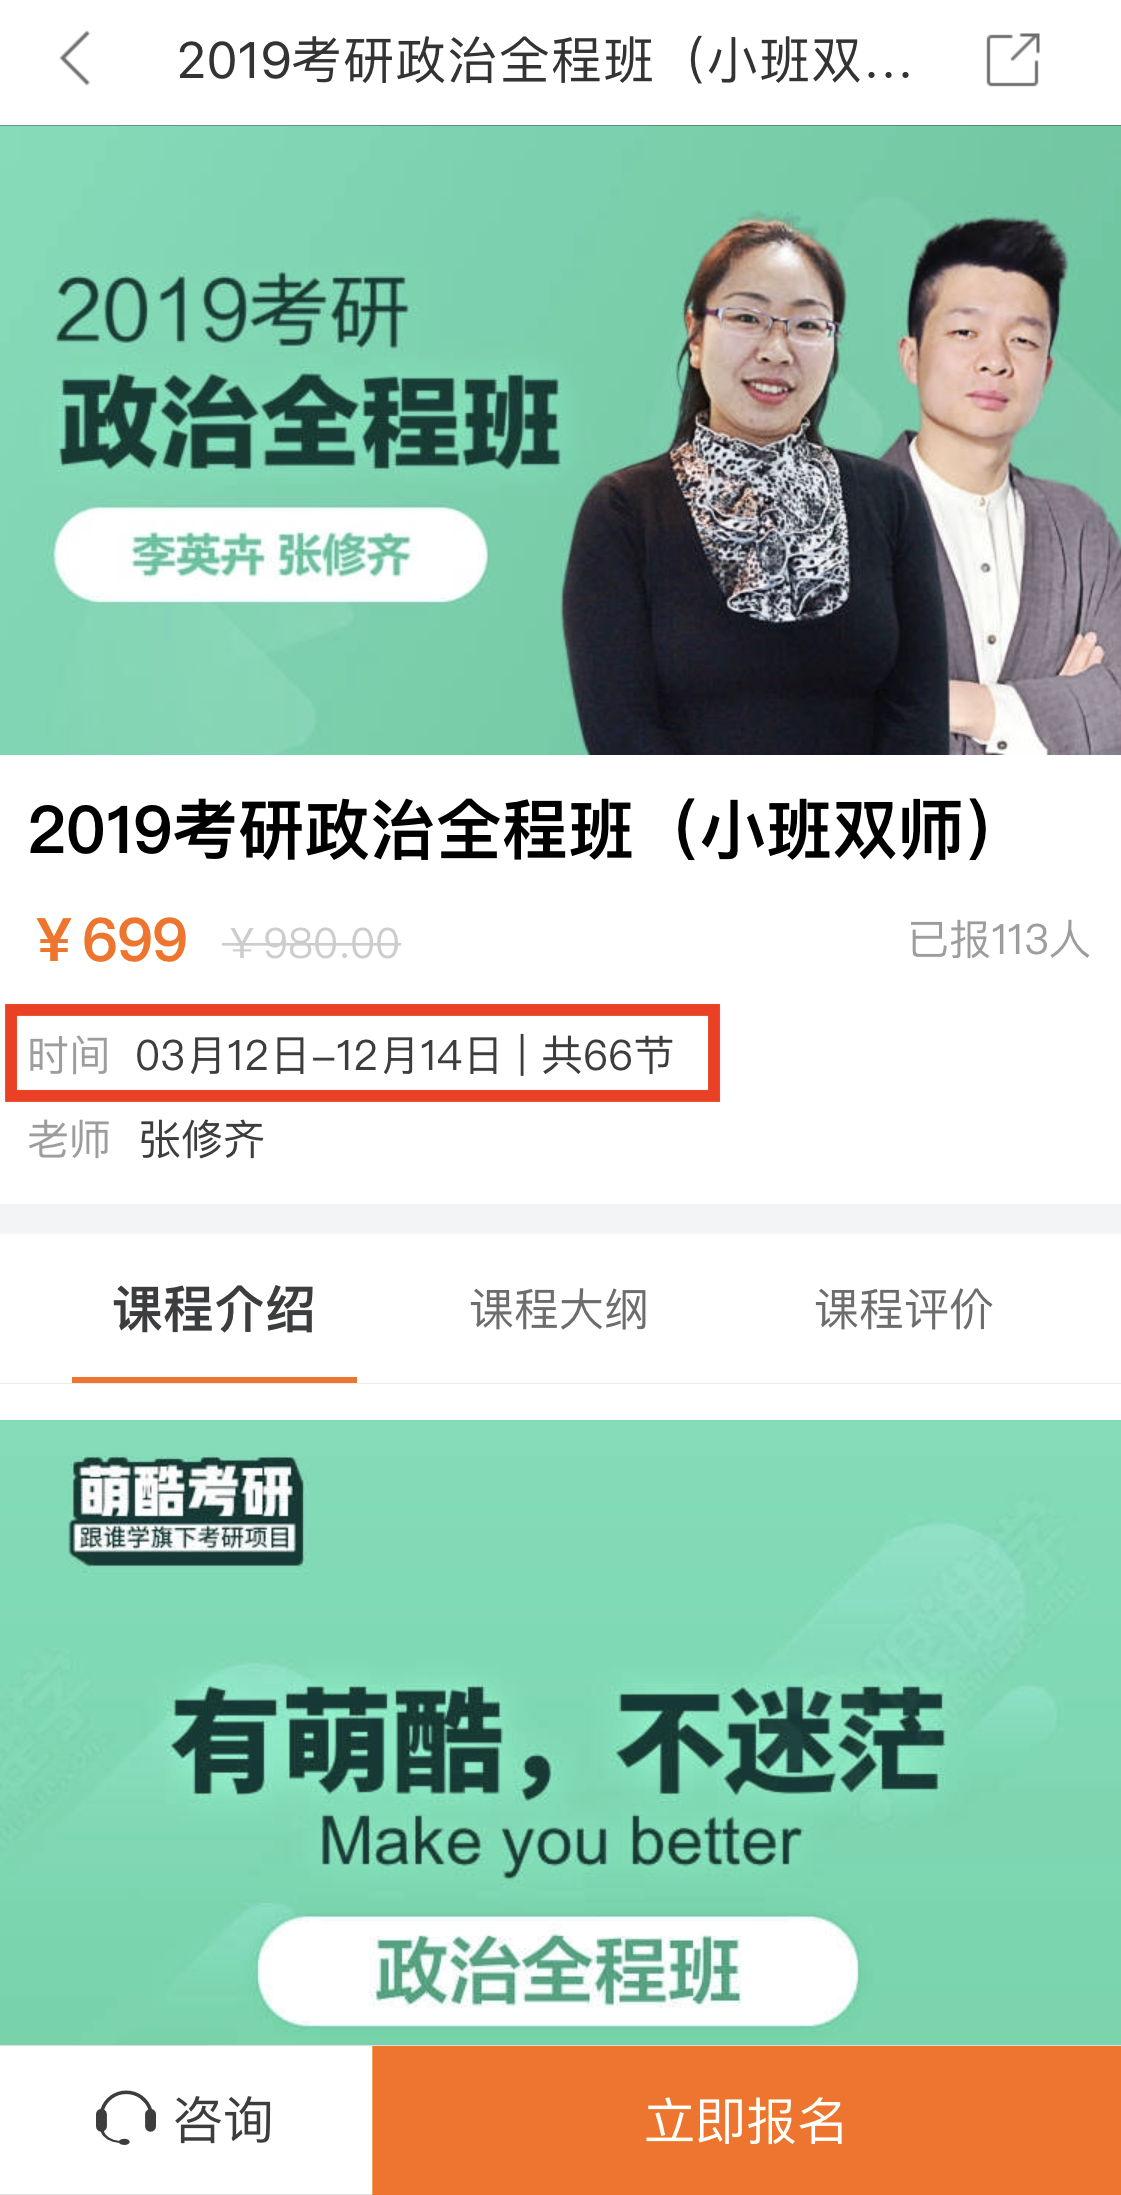 2019考研政治全程班（小班双...
2019考研
政治全程班
李英卉 张修齐
2019考研政治全程班（小班双师）
¥699 ¥980.00 已报113人
时间 03月12日-12月14日 | 共66节
老师 张修齐
课程介绍 课程大纲 课程评价
萌酷考研
跟谁学旗下考研项目
有萌酷，不迷茫
Make you better
政治全程班
咨询 立即报名